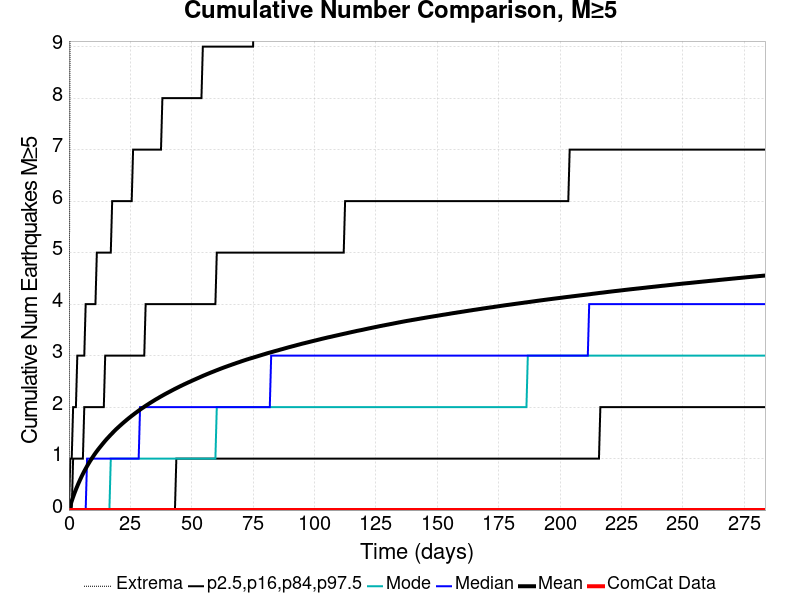 Cumulative Number Comparison, M≥5
Cumulative Num Earthquakes M≥5
9
8
7
6
5
4
3
2
1
0
0 25 50 75 100 125 150 175 200 225 250 275
Time (days)
Extrema p2.5,p16,p84,p97.5 Mode Median Mean ComCat Data